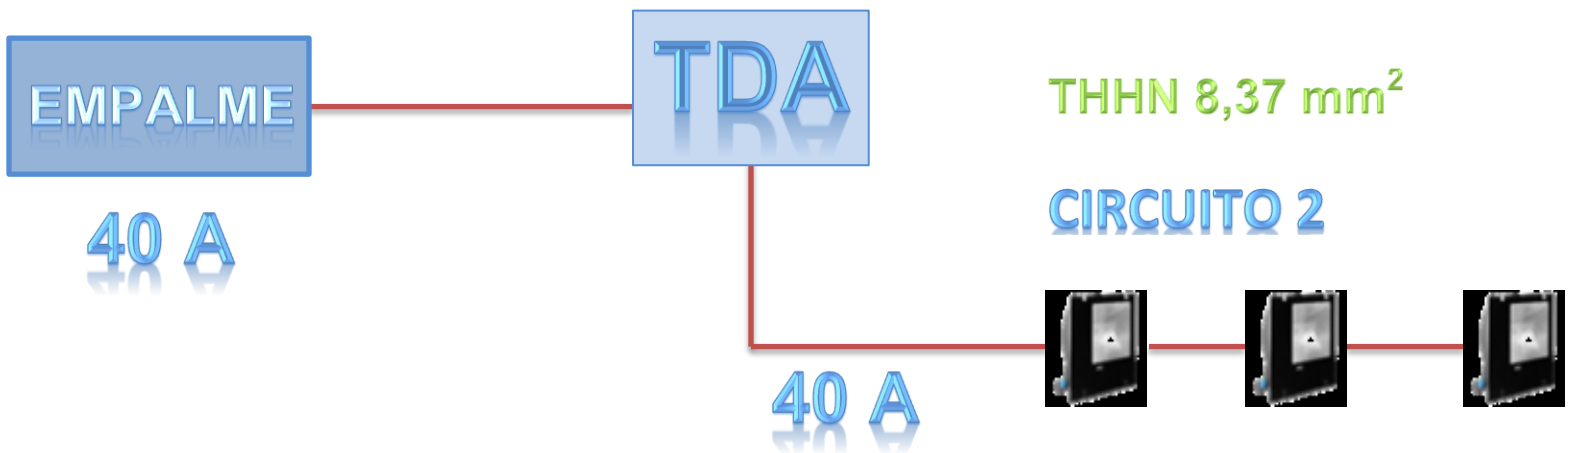 EMPALME
TDA
THHN 8,37 mm²
CIRCUITO 2
40 A
40 A